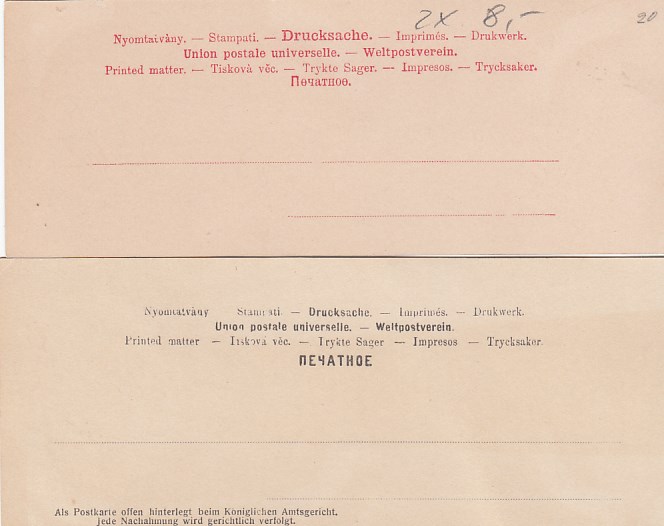 2x 8,- 20
Nyomtatvány. — Stampati. — Drucksache. — Imprimés. — Drukwerk.
Union postale universelle. — Weltpostverein.
Printed matter. — Tisková věc. — Trykte Sager. — Impresos. — Trycksaker.
Печатное.
Nyomtatvány Stampati. — Drucksache. — Imprimés. — Drukwerk.
Union postale universelle. — Weltpostverein.
Printed matter — Tisková věc. — Trykte Sager — Impresos — Trycksaker.
ПЕЧАТНОЕ
Als Postkarte offen hinterlegt beim Königlichen Amtsgericht,
jede Nachahmung wird gerichtlich verfolgt.